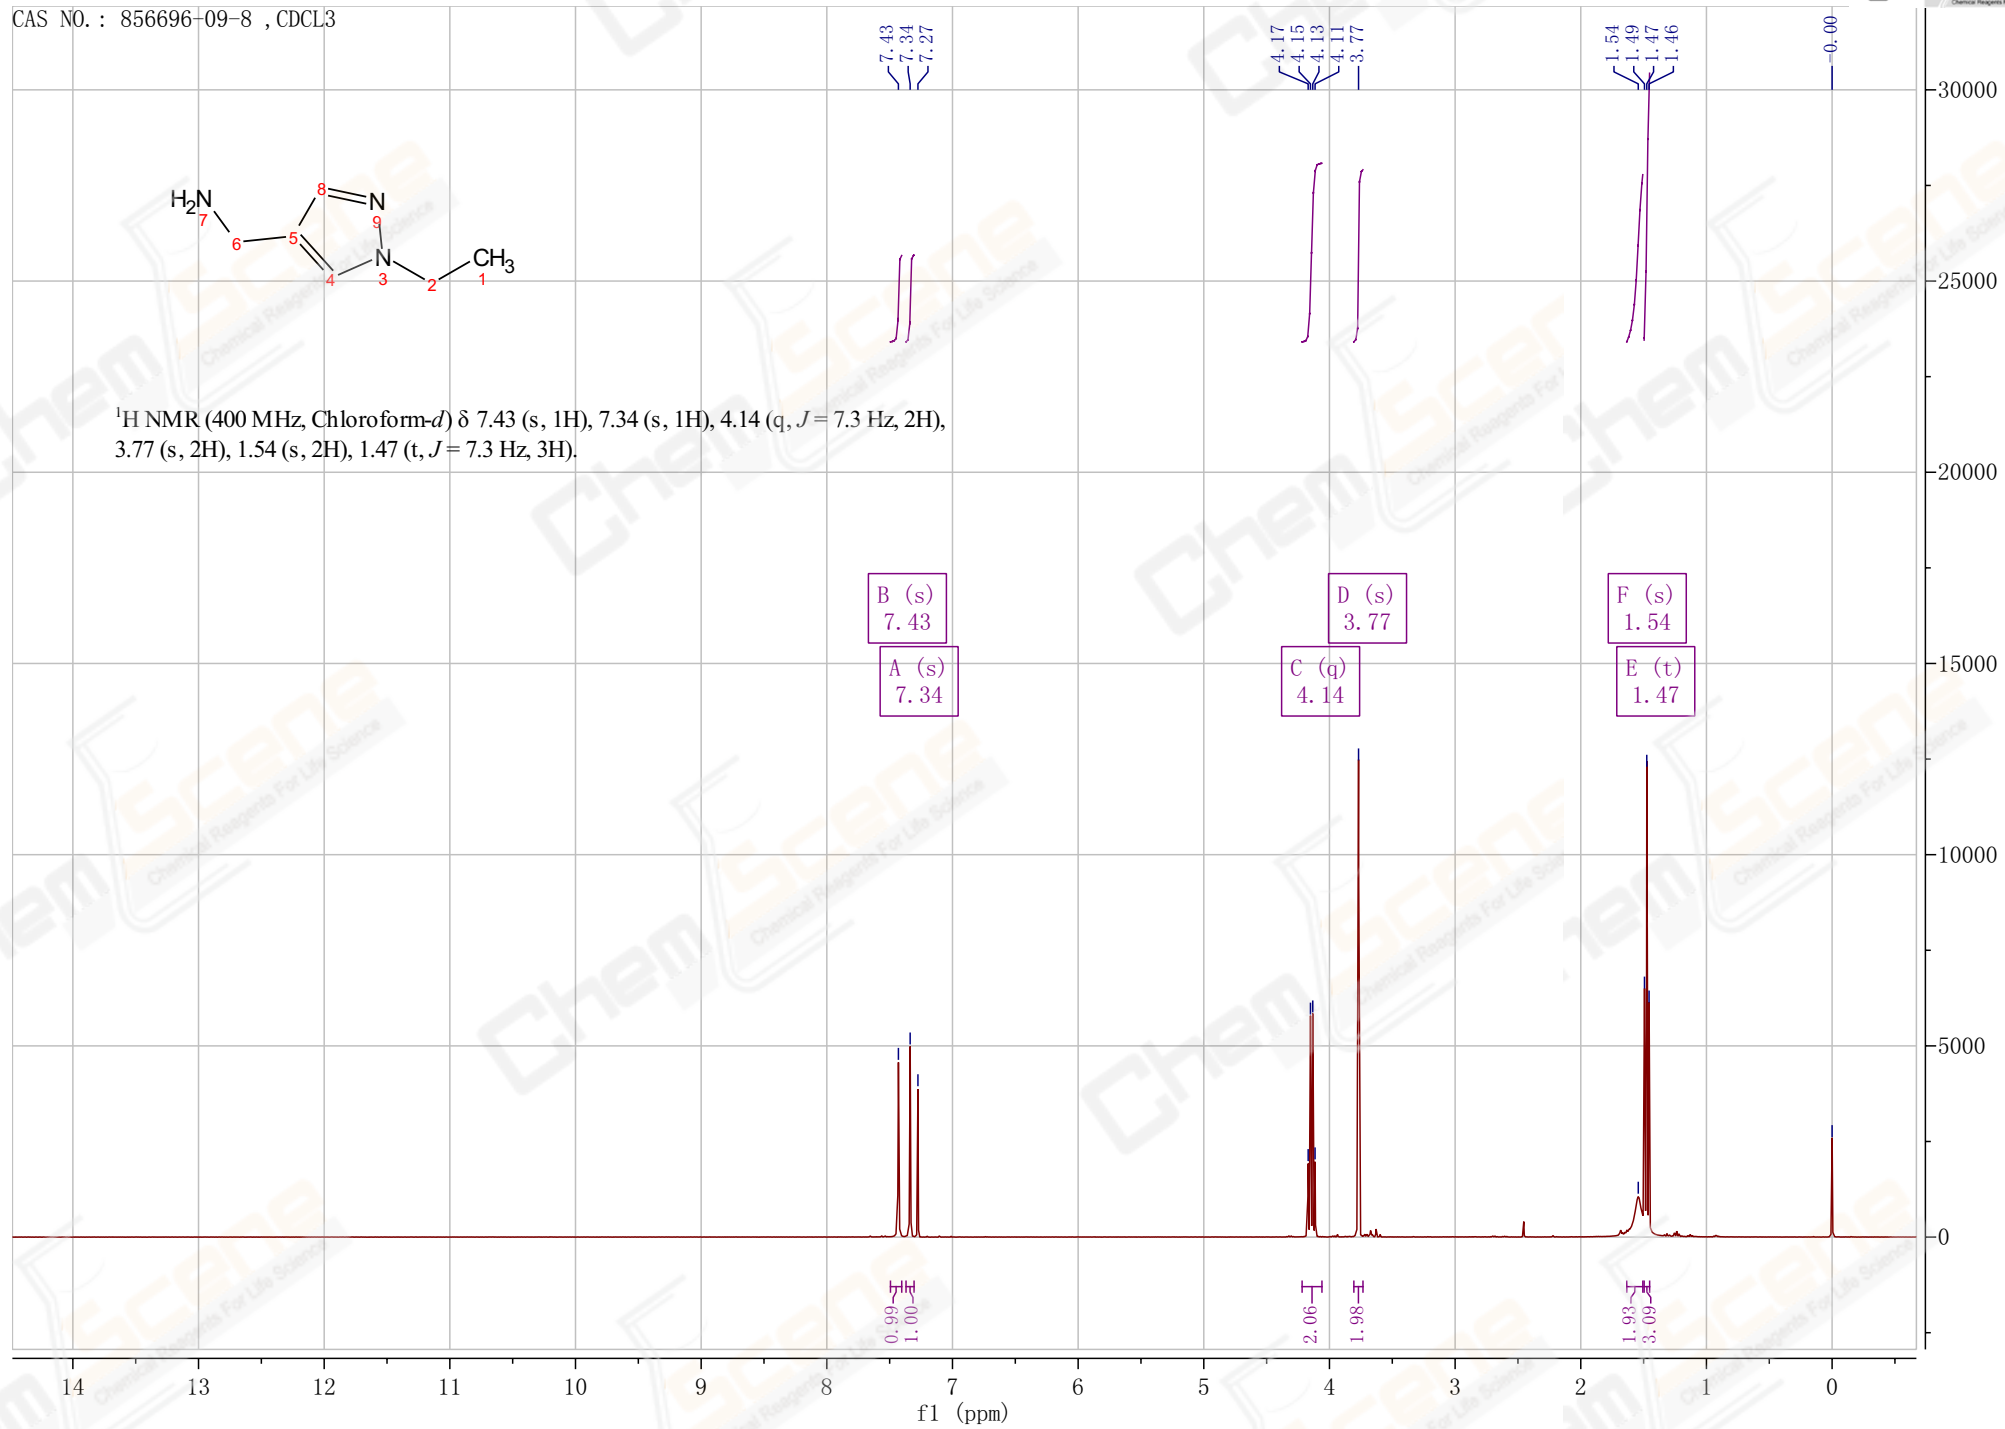 CAS NO.: 856696-09-8 ,CDCL3
7.43
7.34
7.27
4.17
4.15
4.13
4.11
3.77
1.54
1.49
1.47
1.46
-0.00
H2N
7
6
5
8
N
9
N
3
4
2
CH3
1
1H NMR (400 MHz, Chloroform-d) δ 7.43 (s, 1H), 7.34 (s, 1H), 4.14 (q, J = 7.3 Hz, 2H),
3.77 (s, 2H), 1.54 (s, 2H), 1.47 (t, J = 7.3 Hz, 3H).
B (s)
7.43
A (s)
7.34
D (s)
3.77
C (q)
4.14
F (s)
1.54
E (t)
1.47
30000
25000
20000
15000
10000
5000
0
0.99
1.00
2.06
1.98
1.93
3.09
14 13 12 11 10 9 8 7 6 5 4 3 2 1 0
f1 (ppm)
ChemScene
Chemical Reagents For Life Science